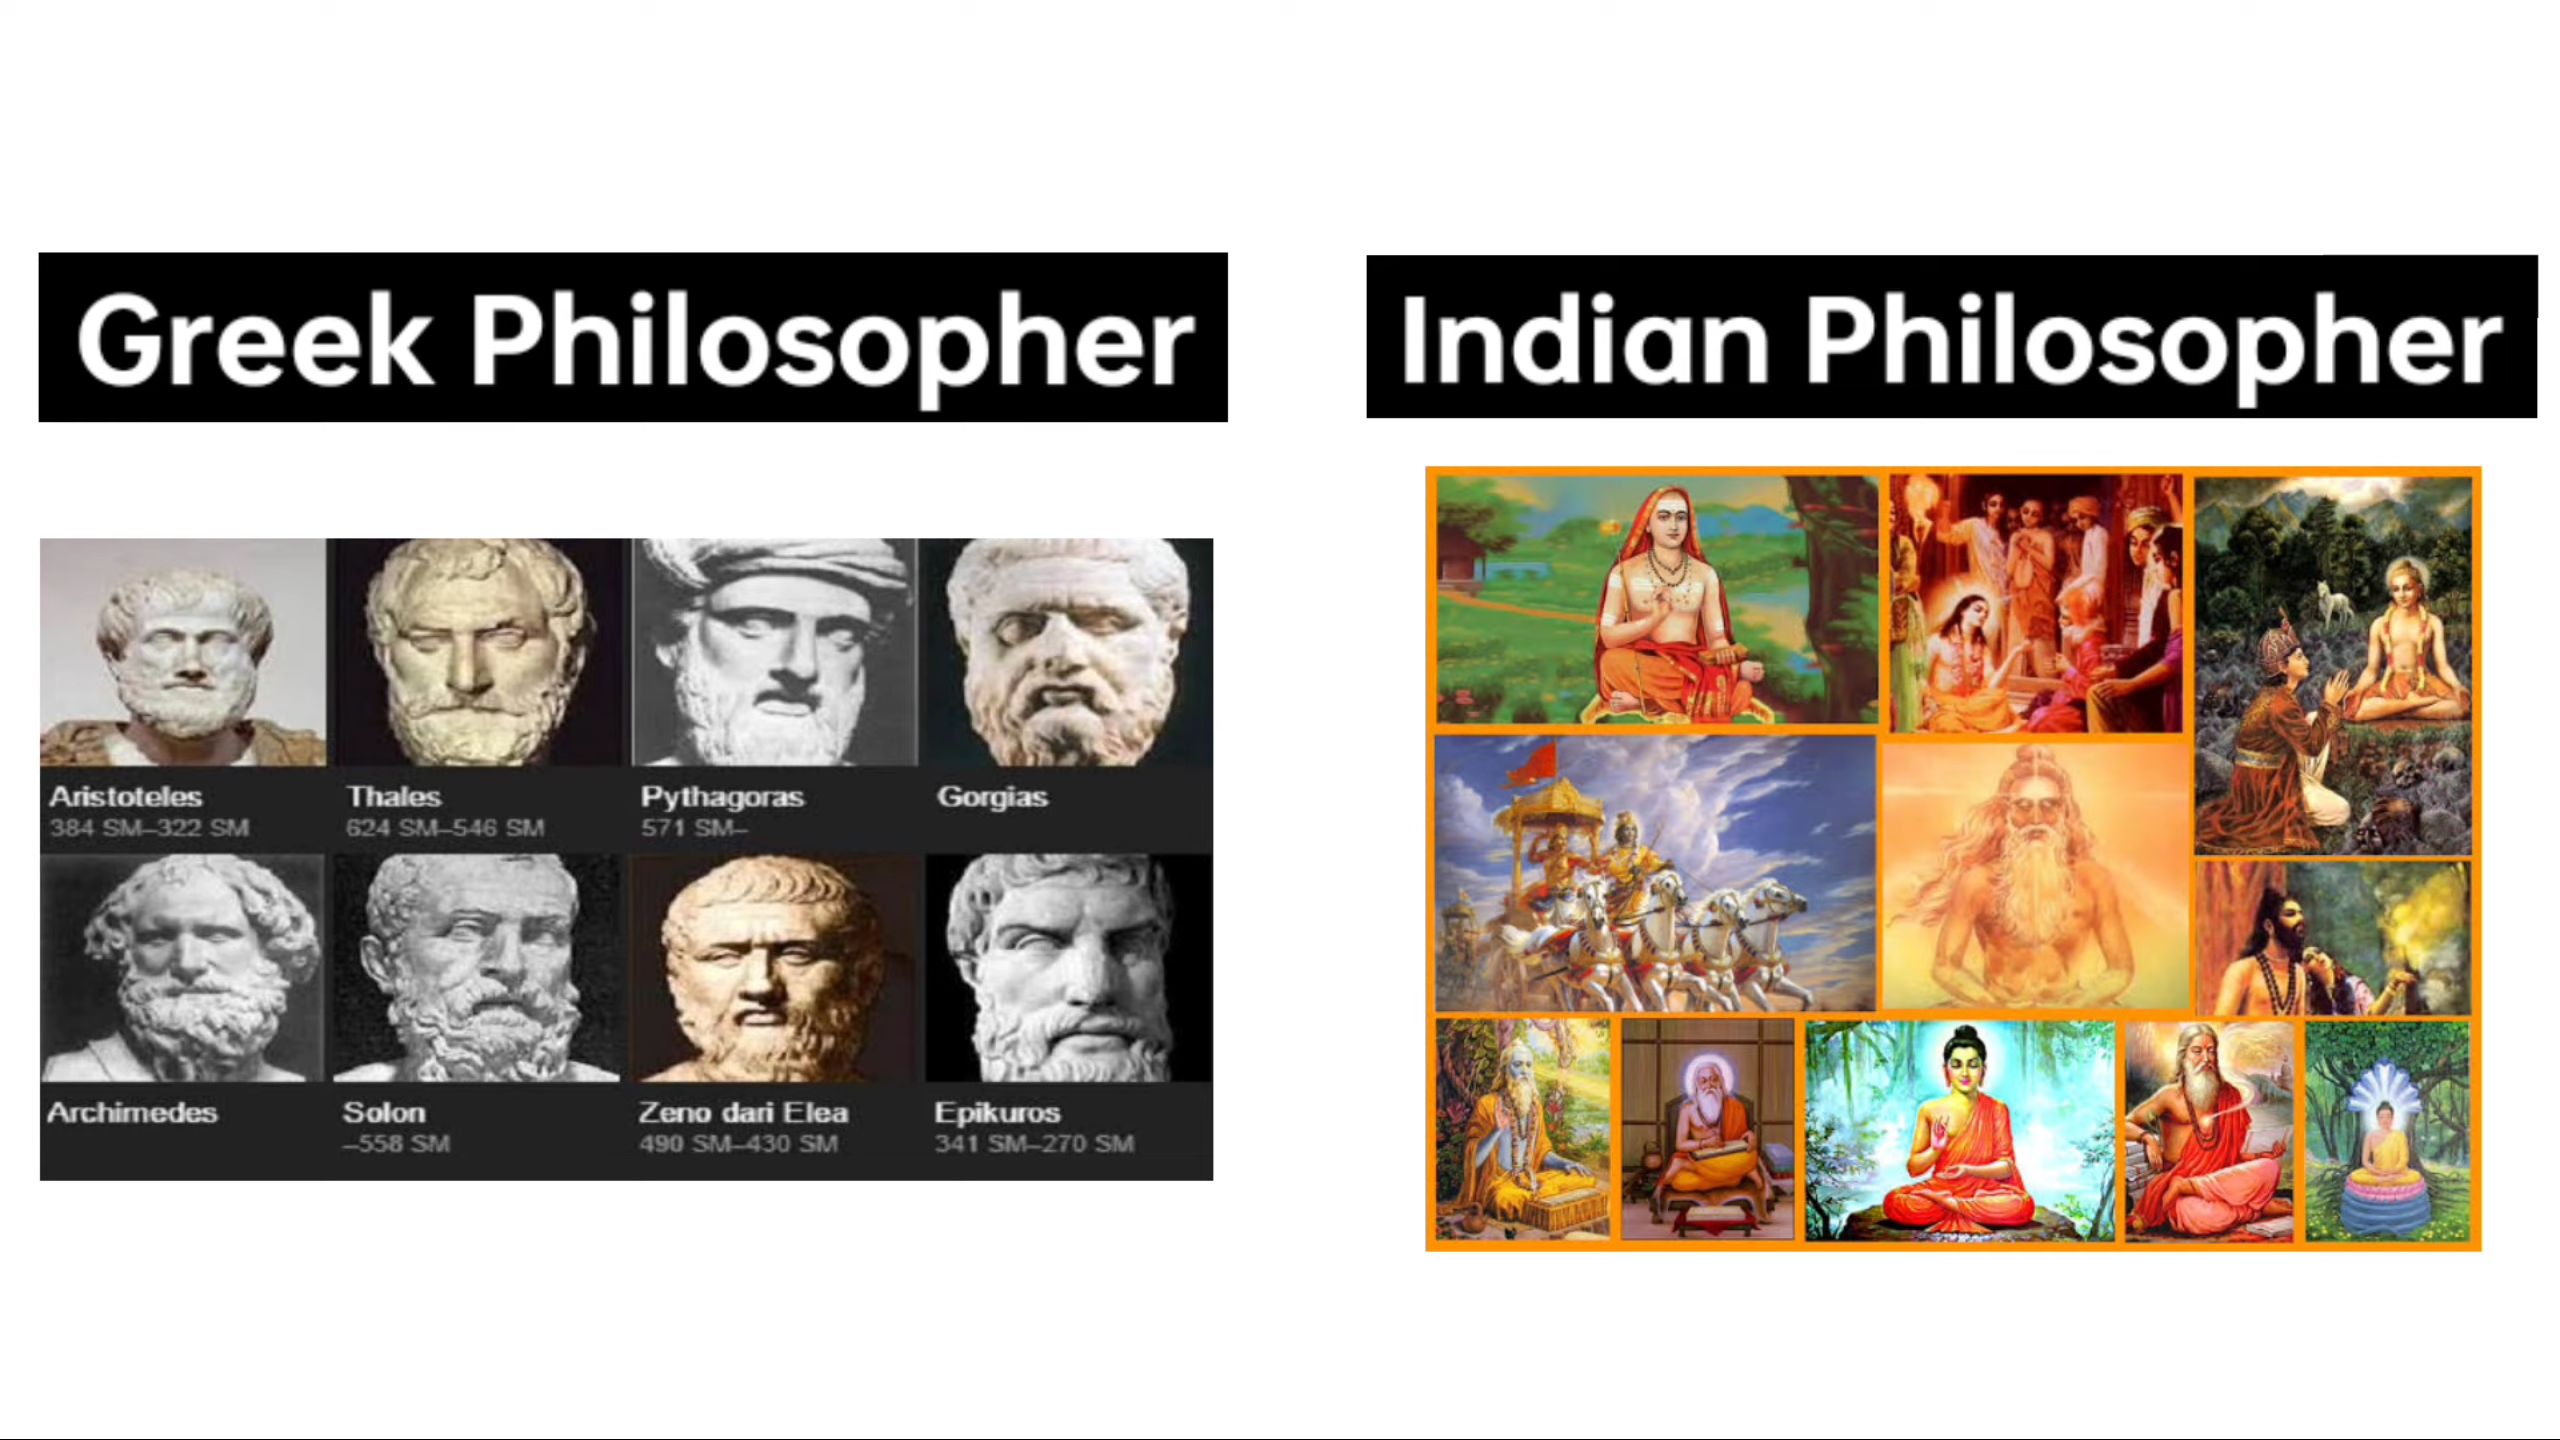 Greek Philosopher
Indian Philosopher
Aristoteles
384 SM–322 SM
Thales
624 SM–546 SM
Pythagoras
571 SM–
Gorgias
Archimedes
Solon
–558 SM
Zeno dari Elea
490 SM–430 SM
Epikuros
341 SM–270 SM